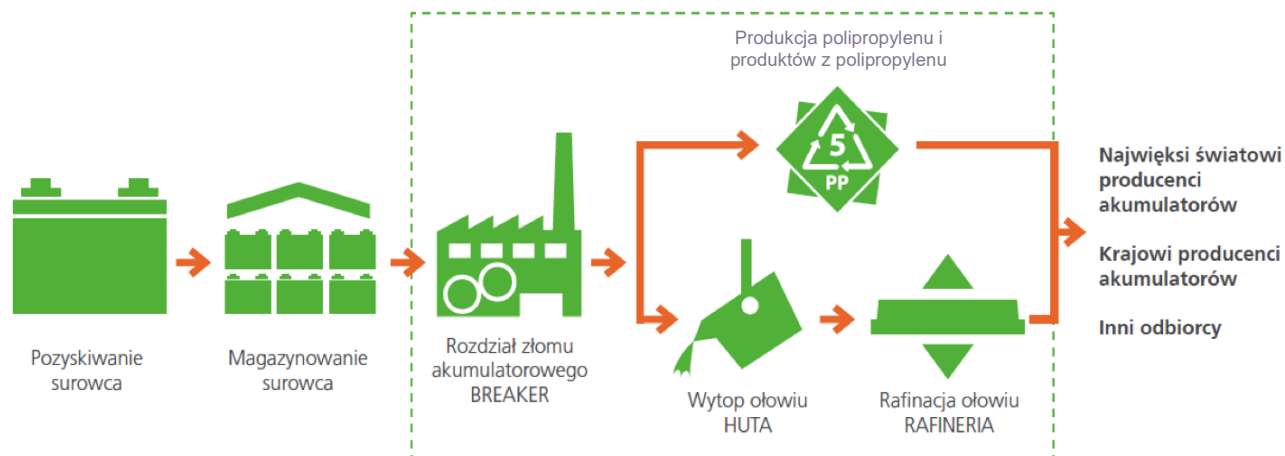 Produkcja polipropylenu i
produktów z polipropylenu
5
PP
Pozyskiwanie
surowca
Magazynowanie
surowca
Rozdział złomu
akumulatorowego
BREAKER
Wytop ołowiu
HUTA
Rafinacja ołowiu
RAFINERIA
Najwięksi światowi
producenci
akumulatorów
Krajowi producenci
akumulatorów
Inni odbiorcy